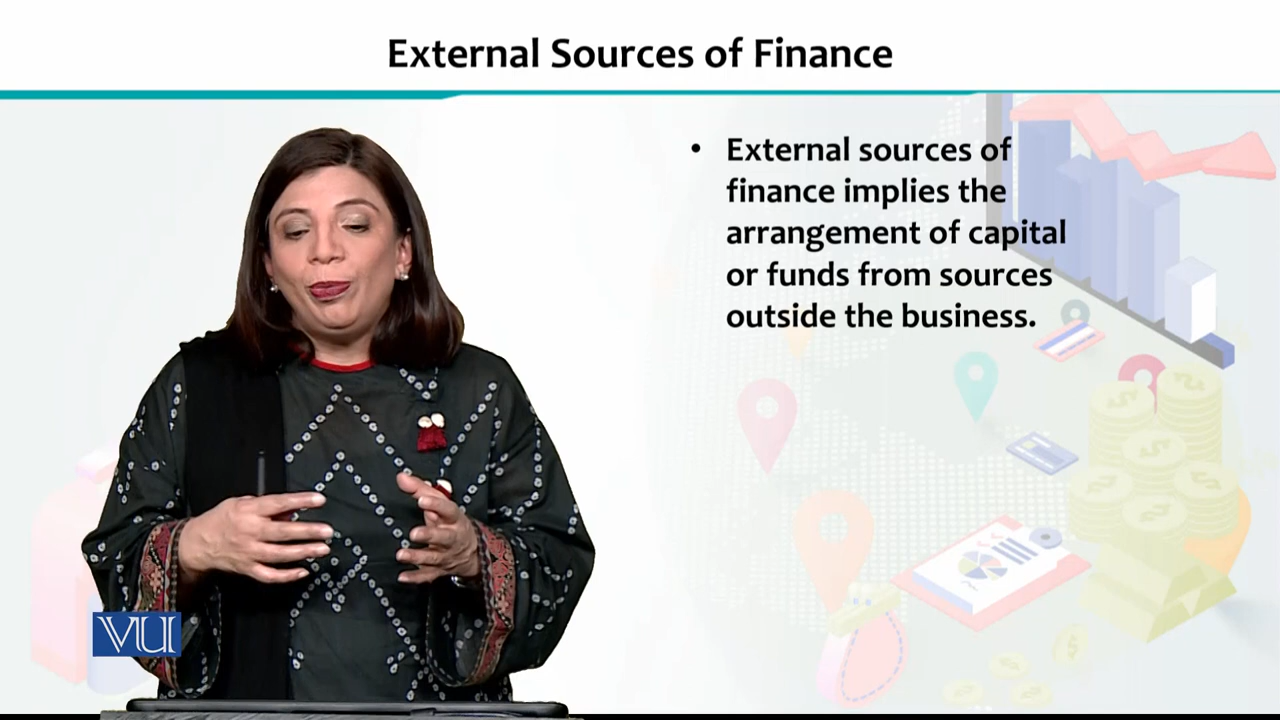 External Sources of Finance
• External sources of
finance implies the
arrangement of capital
or funds from sources
outside the business.
VU